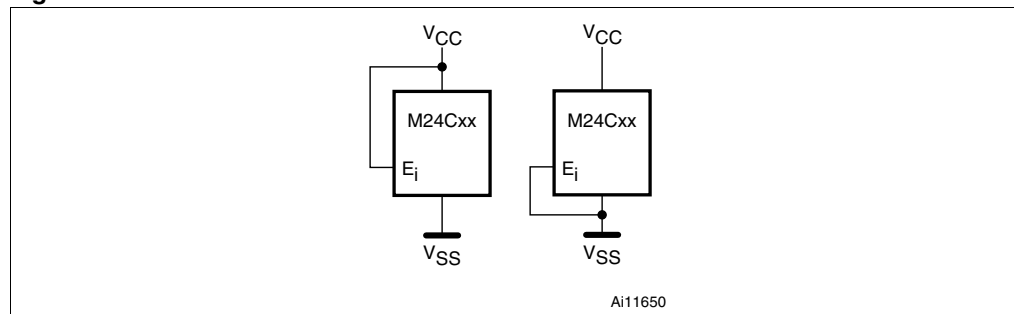 VCC VCC
M24Cxx M24Cxx
Ei Ei
VSS VSS
Ai11650